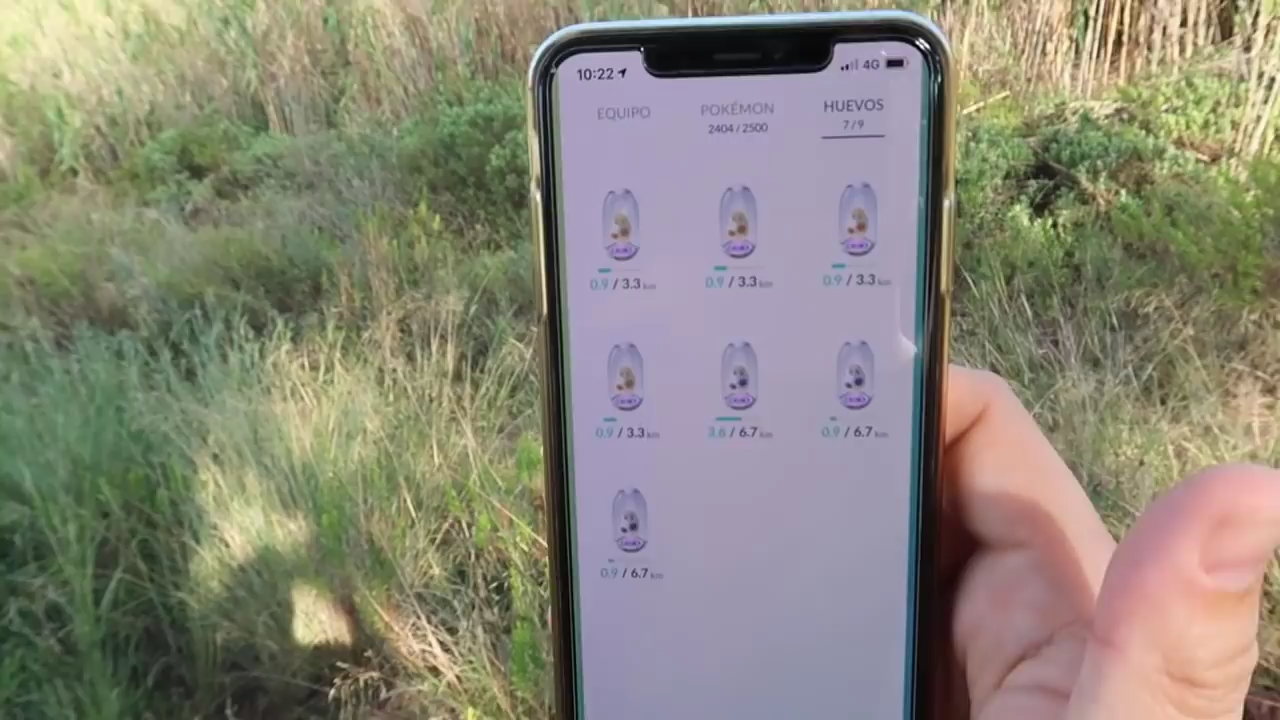 10:22
4G
EQUIPO
POKÉMON
2404 / 2500
HUEVOS
7 / 9
0.9 / 3.3 km
0.9 / 3.3 km
0.9 / 3.3 km
0.9 / 3.3 km
3.6 / 6.7 km
0.9 / 6.7 km
0.9 / 6.7 km